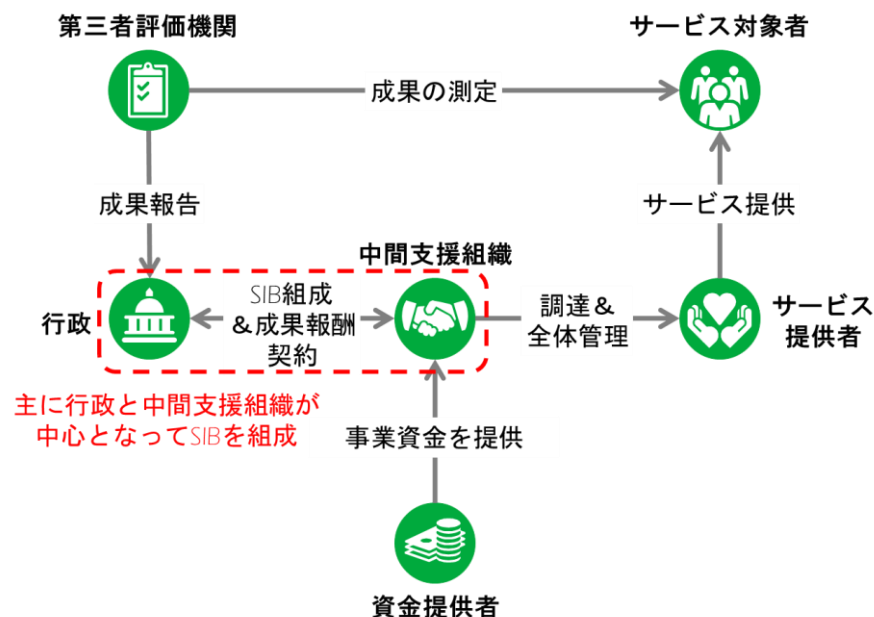 第三者評価機関
サービス対象者
成果の測定
成果報告
サービス提供
中間支援組織
行政
SIB組成
&成果報酬
契約
調達&
全体管理
サービス
提供者
主に行政と中間支援組織が
中心となってSIBを組成
事業資金を提供
資金提供者